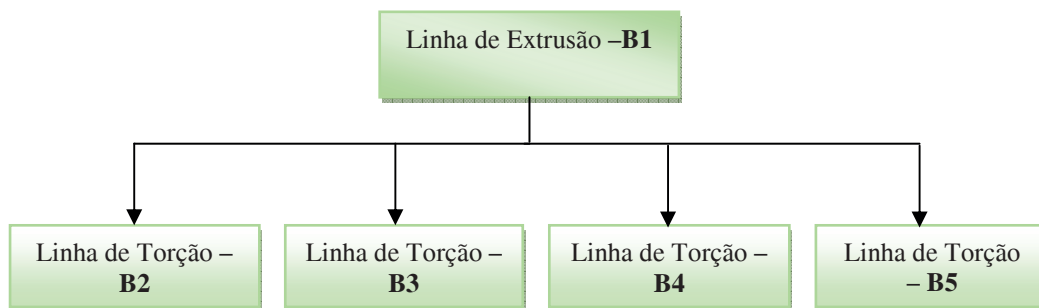 Linha de Extrusão –B1
Linha de Torção –
B2
Linha de Torção –
B3
Linha de Torção –
B4
Linha de Torção
– B5